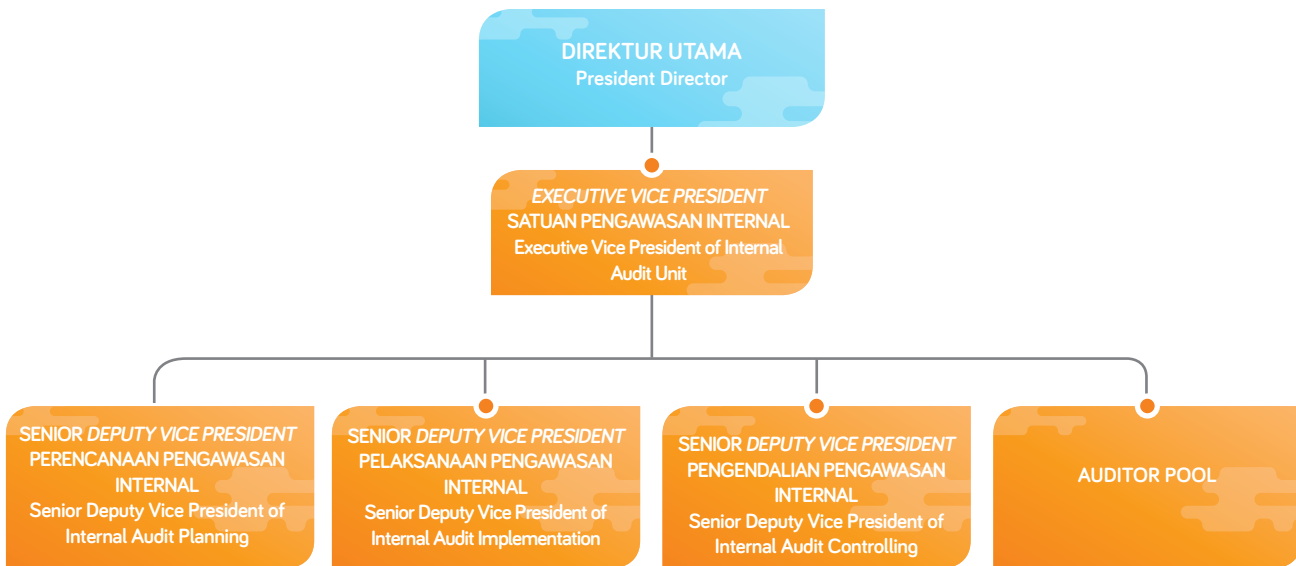 DIREKTUR UTAMA
President Director
EXECUTIVE VICE PRESIDENT
SATUAN PENGAWASAN INTERNAL
Executive Vice President of Internal
Audit Unit
SENIOR DEPUTY VICE PRESIDENT
PERENCANAAN PENGAWASAN
INTERNAL
Senior Deputy Vice President of
Internal Audit Planning
SENIOR DEPUTY VICE PRESIDENT
PELAKSANAAN PENGAWASAN
INTERNAL
Senior Deputy Vice President of
Internal Audit Implementation
SENIOR DEPUTY VICE PRESIDENT
PENGENDALIAN PENGAWASAN
INTERNAL
Senior Deputy Vice President of
Internal Audit Controlling
AUDITOR POOL